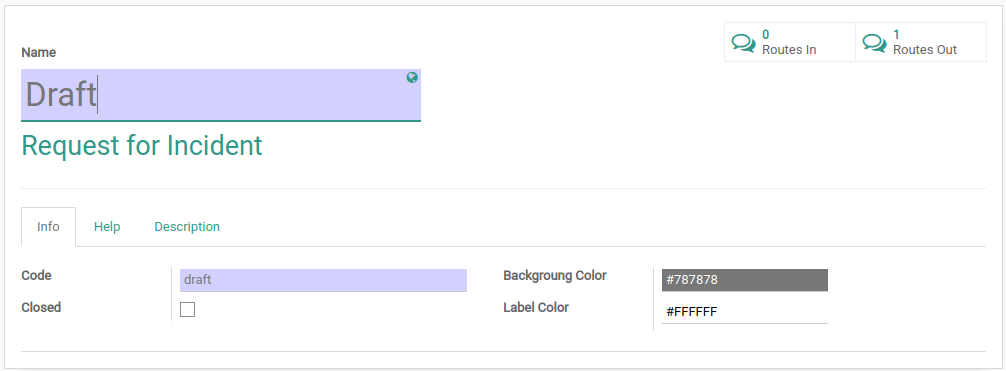 0
Routes In
1
Routes Out
Name
Draft
Request for Incident
Info
Help
Description
Code
draft
Backgroung Color
#787878
Closed
Label Color
#FFFFFF